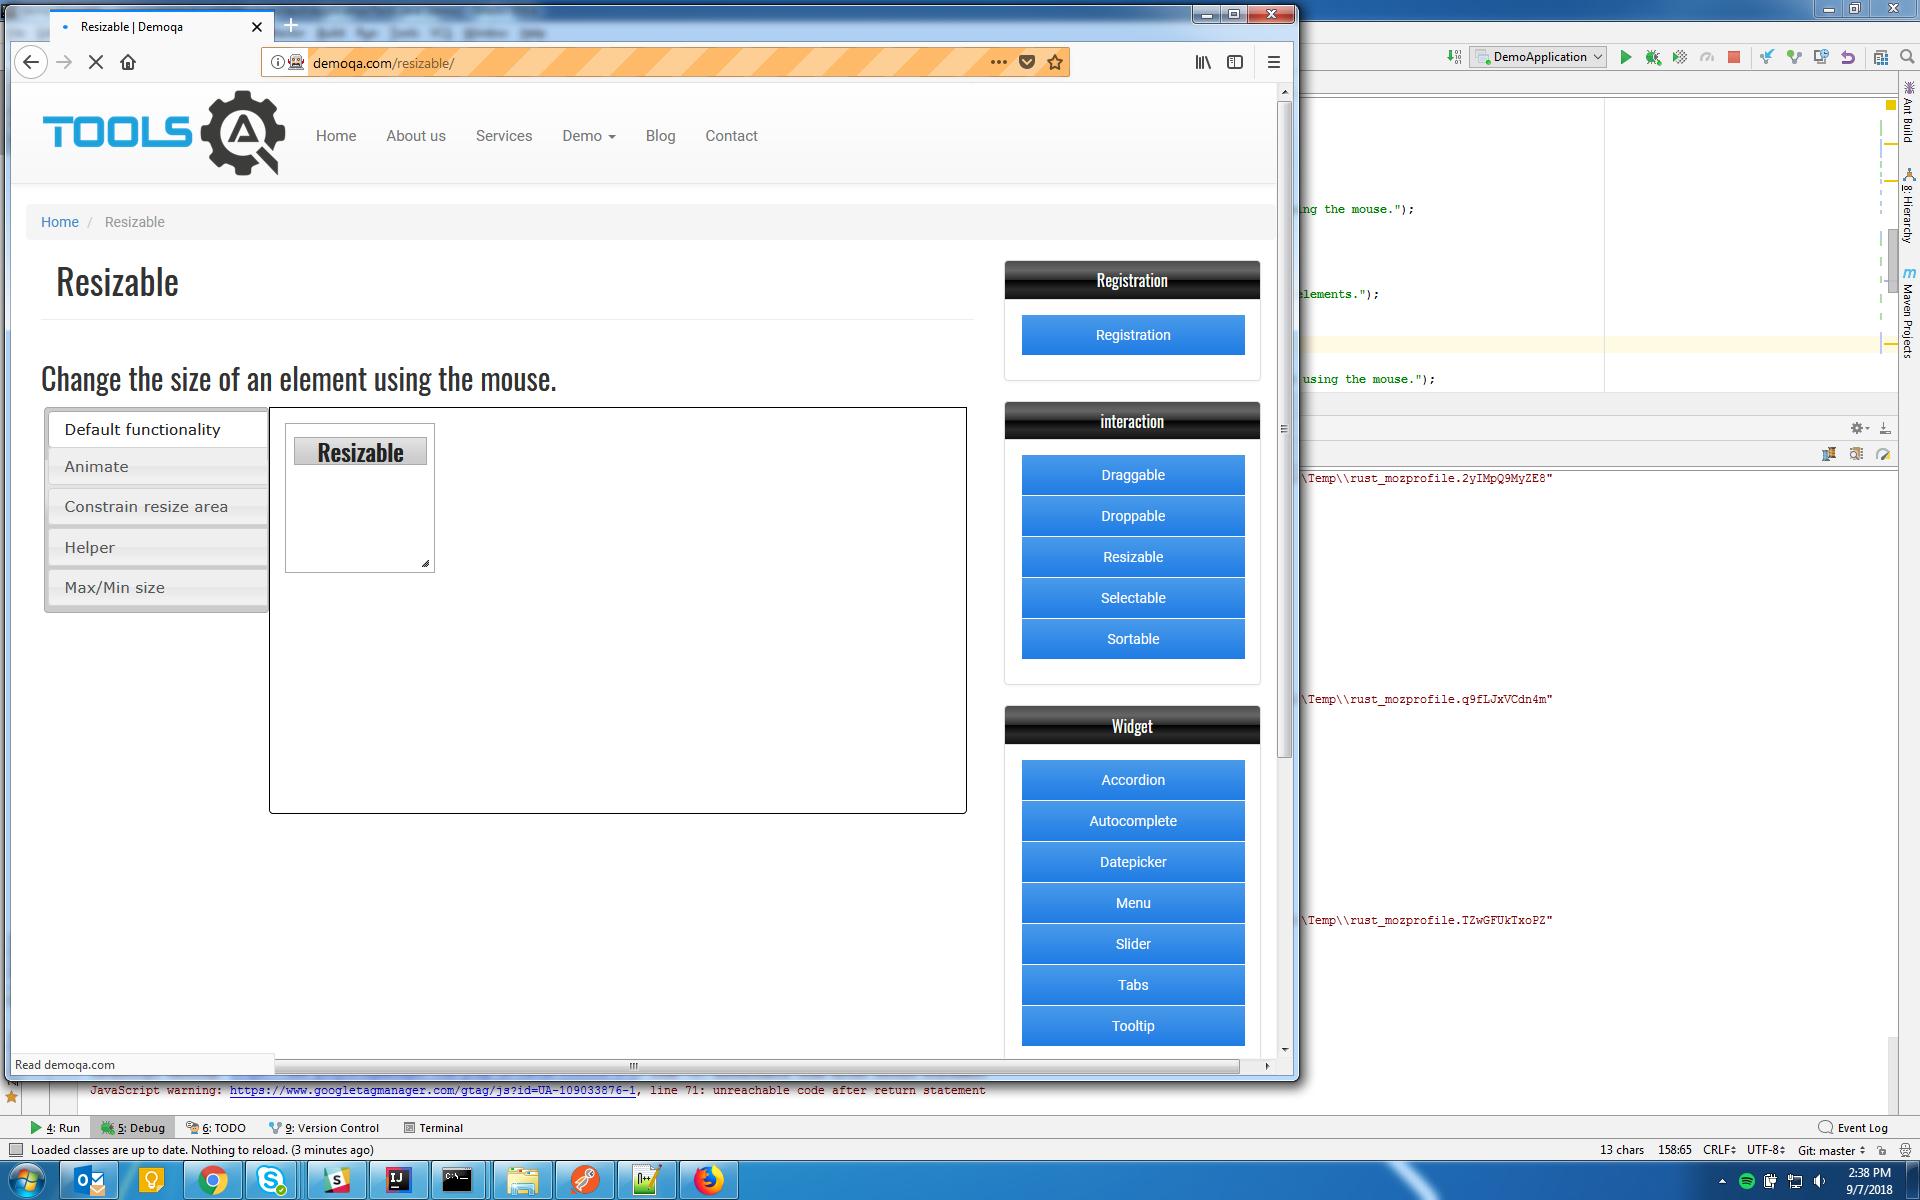 Resizable | Demoqa
demoqa.com/resizable/
DemoApplication
TOOLS QA
Home
About us
Services
Demo
Blog
Contact
Home / Resizable
Resizable
Change the size of an element using the mouse.
Default functionality
Animate
Constrain resize area
Helper
Max/Min size
Resizable
Registration
Registration
interaction
Draggable
Droppable
Resizable
Selectable
Sortable
Widget
Accordion
Autocomplete
Datepicker
Menu
Slider
Tabs
Tooltip
Read demoqa.com
ng the mouse.");
lements.");
using the mouse.");
\Temp\\rust_mozprofile.2yIMpQ9MyZE8"
\Temp\\rust_mozprofile.q9fLJxVCdn4m"
\Temp\\rust_mozprofile.TZwGFUkTxoPZ"
Ant Build
8: Hierarchy
Maven Projects
JavaScript warning: https://www.googletagmanager.com/gtag/js?id=UA-109033876-1, line 71: unreachable code after return statement
4: Run
5: Debug
6: TODO
9: Version Control
Terminal
Event Log
Loaded classes are up to date. Nothing to reload. (3 minutes ago)
13 chars
158:65
CRLF
UTF-8
Git: master
2:38 PM
9/7/2018